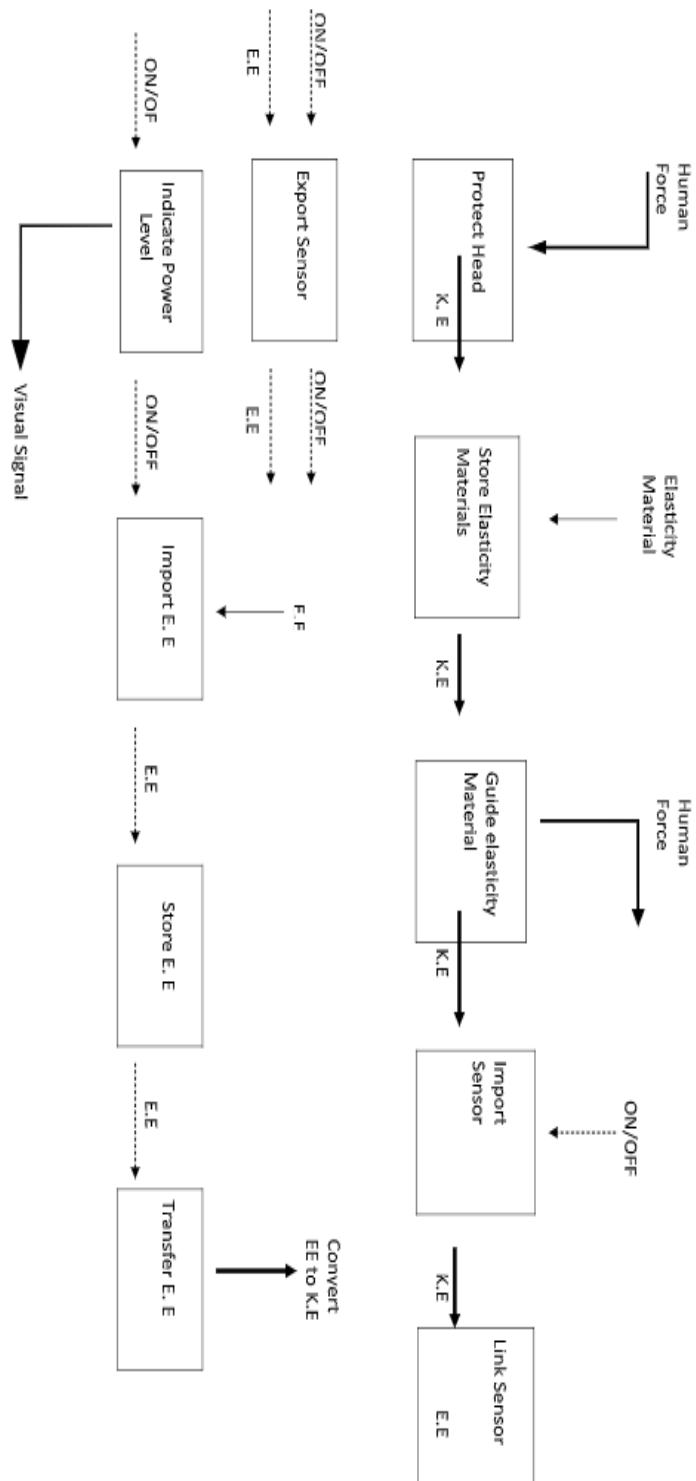 Human
Force
Elasticity
Material
Human
Force
ON/OFF
Protect Head
K. E
Store Elasticity
Materials
K.E
Guide elasticity
Material
K.E
Import
Sensor
K.E
Link Sensor
E.E
ON/OFF
E.E
Export Sensor
ON/OFF
E.E
F.F
Convert
EE to K.E
ON/OF
Indicate Power
Level
ON/OFF
Import E. E
E.E
Store E. E
E.E
Transfer E. E
Visual Signal